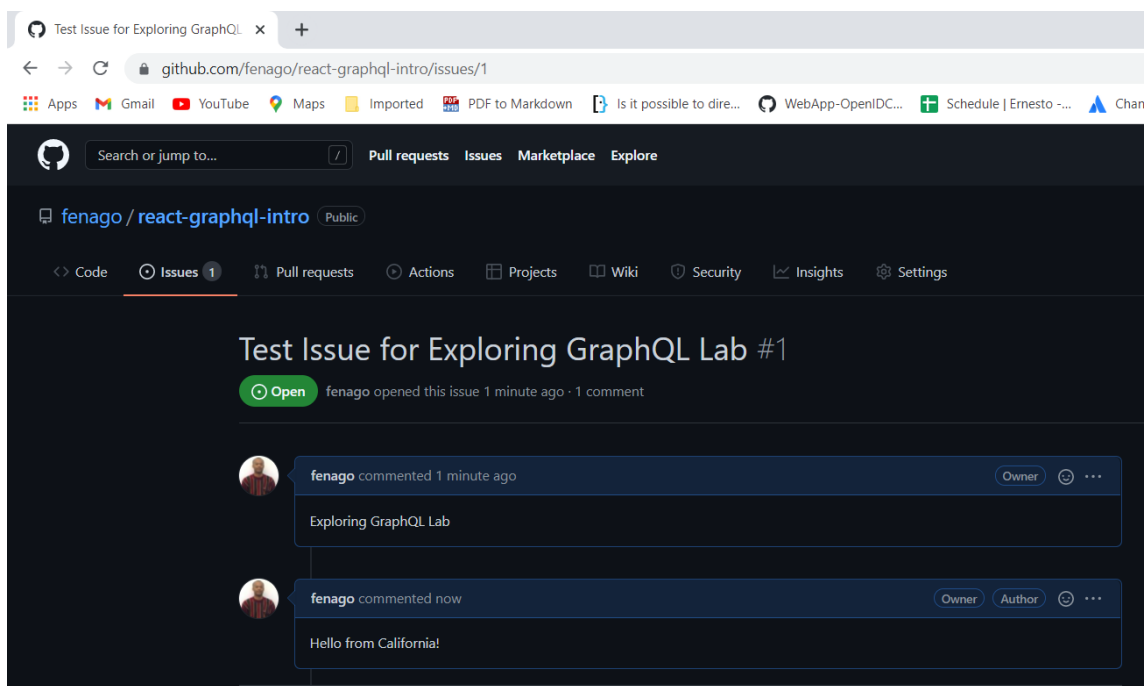 Test Issue for Exploring GraphQL
github.com/fenago/react-graphql-intro/issues/1
Apps Gmail YouTube Maps Imported PDF to Markdown Is it possible to dire... WebApp-OpenIDC... Schedule | Ernesto -... Chan
Search or jump to... / Pull requests Issues Marketplace Explore
fenago / react-graphql-intro Public
Code Issues 1 Pull requests Actions Projects Wiki Security Insights Settings
Test Issue for Exploring GraphQL Lab #1
Open fenago opened this issue 1 minute ago · 1 comment
fenago commented 1 minute ago Owner ...
Exploring GraphQL Lab
fenago commented now Owner Author ...
Hello from California!